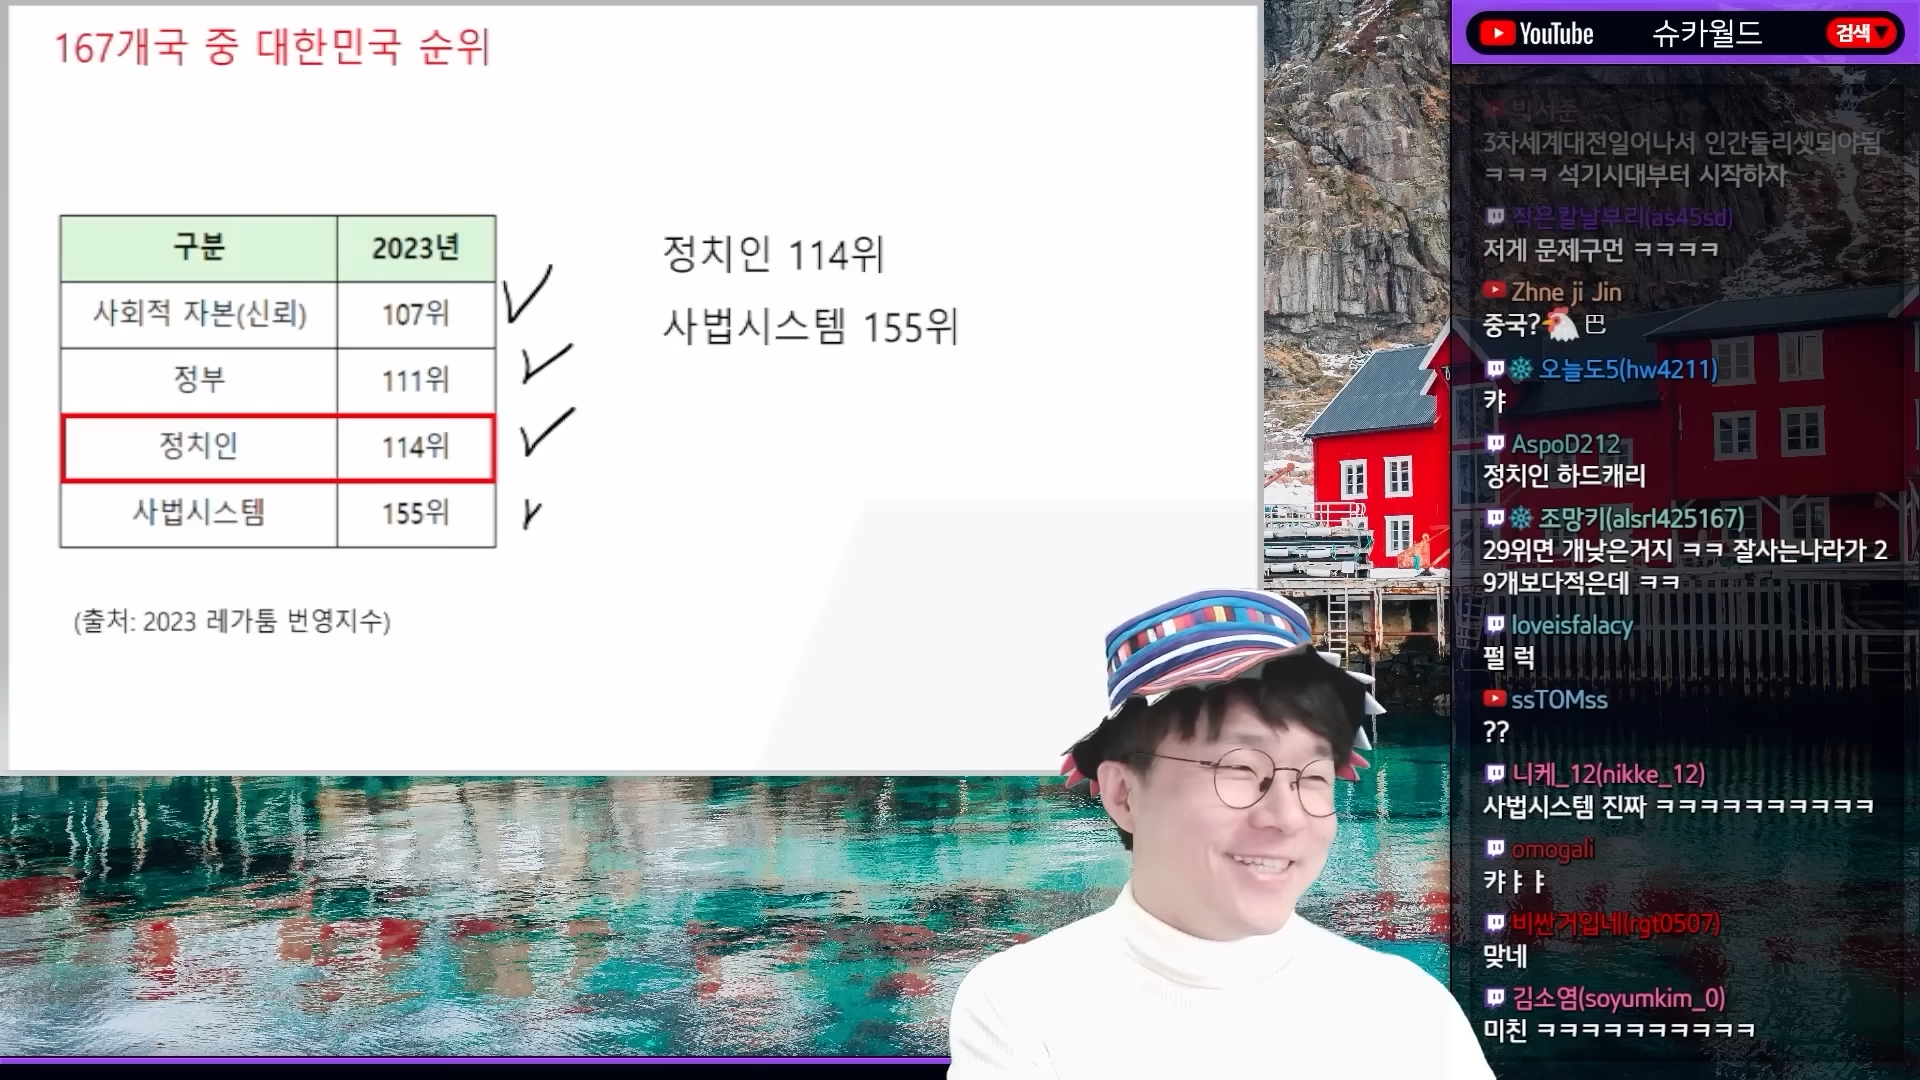 167개국 중 대한민국 순위
구분 2023년
사회적 자본(신뢰) 107위
정부 111위
정치인 114위
사법시스템 155위
(출처: 2023 레가툼 번영지수)
정치인 114위
사법시스템 155위
YouTube 슈카월드 검색
박서준
3차세계대전일어나서 인간들리셋되야됨
ㅋㅋㅋ 석기시대부터 시작하자
작은칼날부리(as45sd)
저게 문제구먼 ㅋㅋㅋㅋ
Zhne ji Jin
중국?🐔巴
오늘도5(hw4211)
캬
AspoD212
정치인 하드캐리
조망키(alsrl425167)
29위면 개낮은거지 ㅋㅋ 잘사는나라가 2
9개보다적은데 ㅋㅋ
loveisfalacy
펄 럭
ssTOMss
??
니케_12(nikke_12)
사법시스템 진짜 ㅋㅋㅋㅋㅋㅋㅋㅋㅋㅋ
omogali
캬ㅑㅑ
비싼거입네(rgt0507)
맞네
김소염(soyumkim_0)
미친 ㅋㅋㅋㅋㅋㅋㅋㅋㅋㅋ